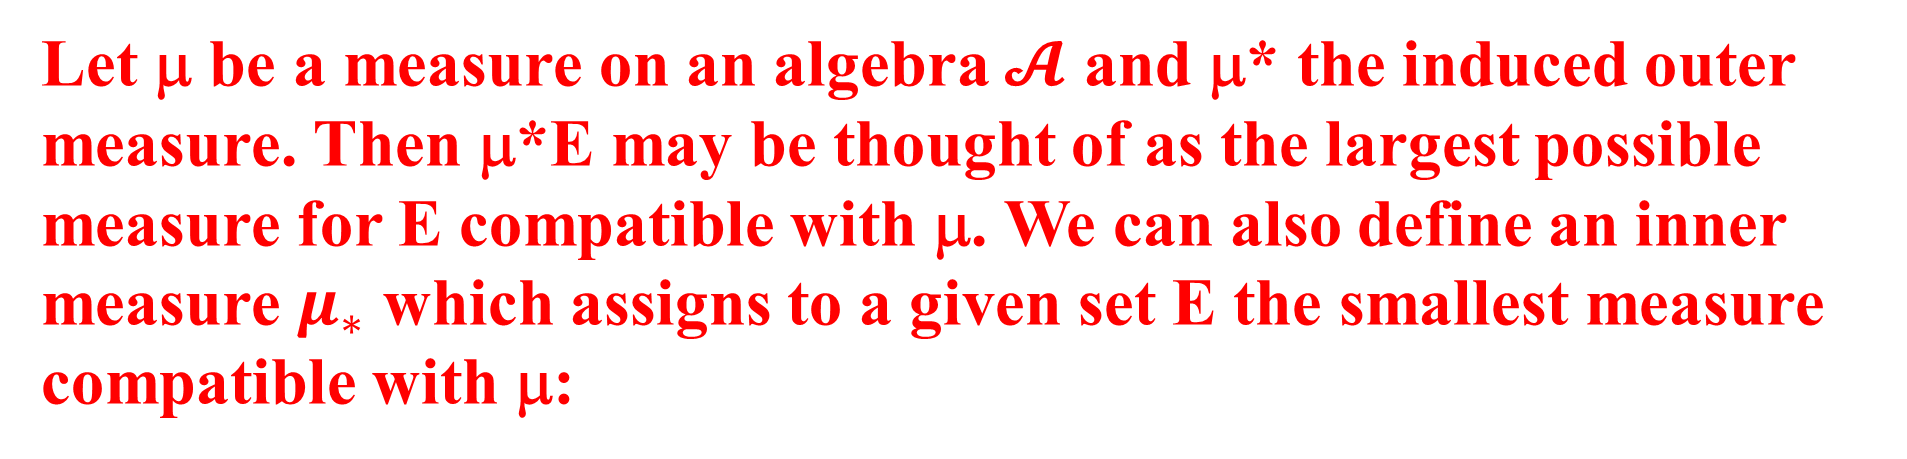 Let μ be a measure on an algebra 𝓐 and μ* the induced outer
measure. Then μ*E may be thought of as the largest possible
measure for E compatible with μ. We can also define an inner
measure 𝝁∗ which assigns to a given set E the smallest measure
compatible with μ: